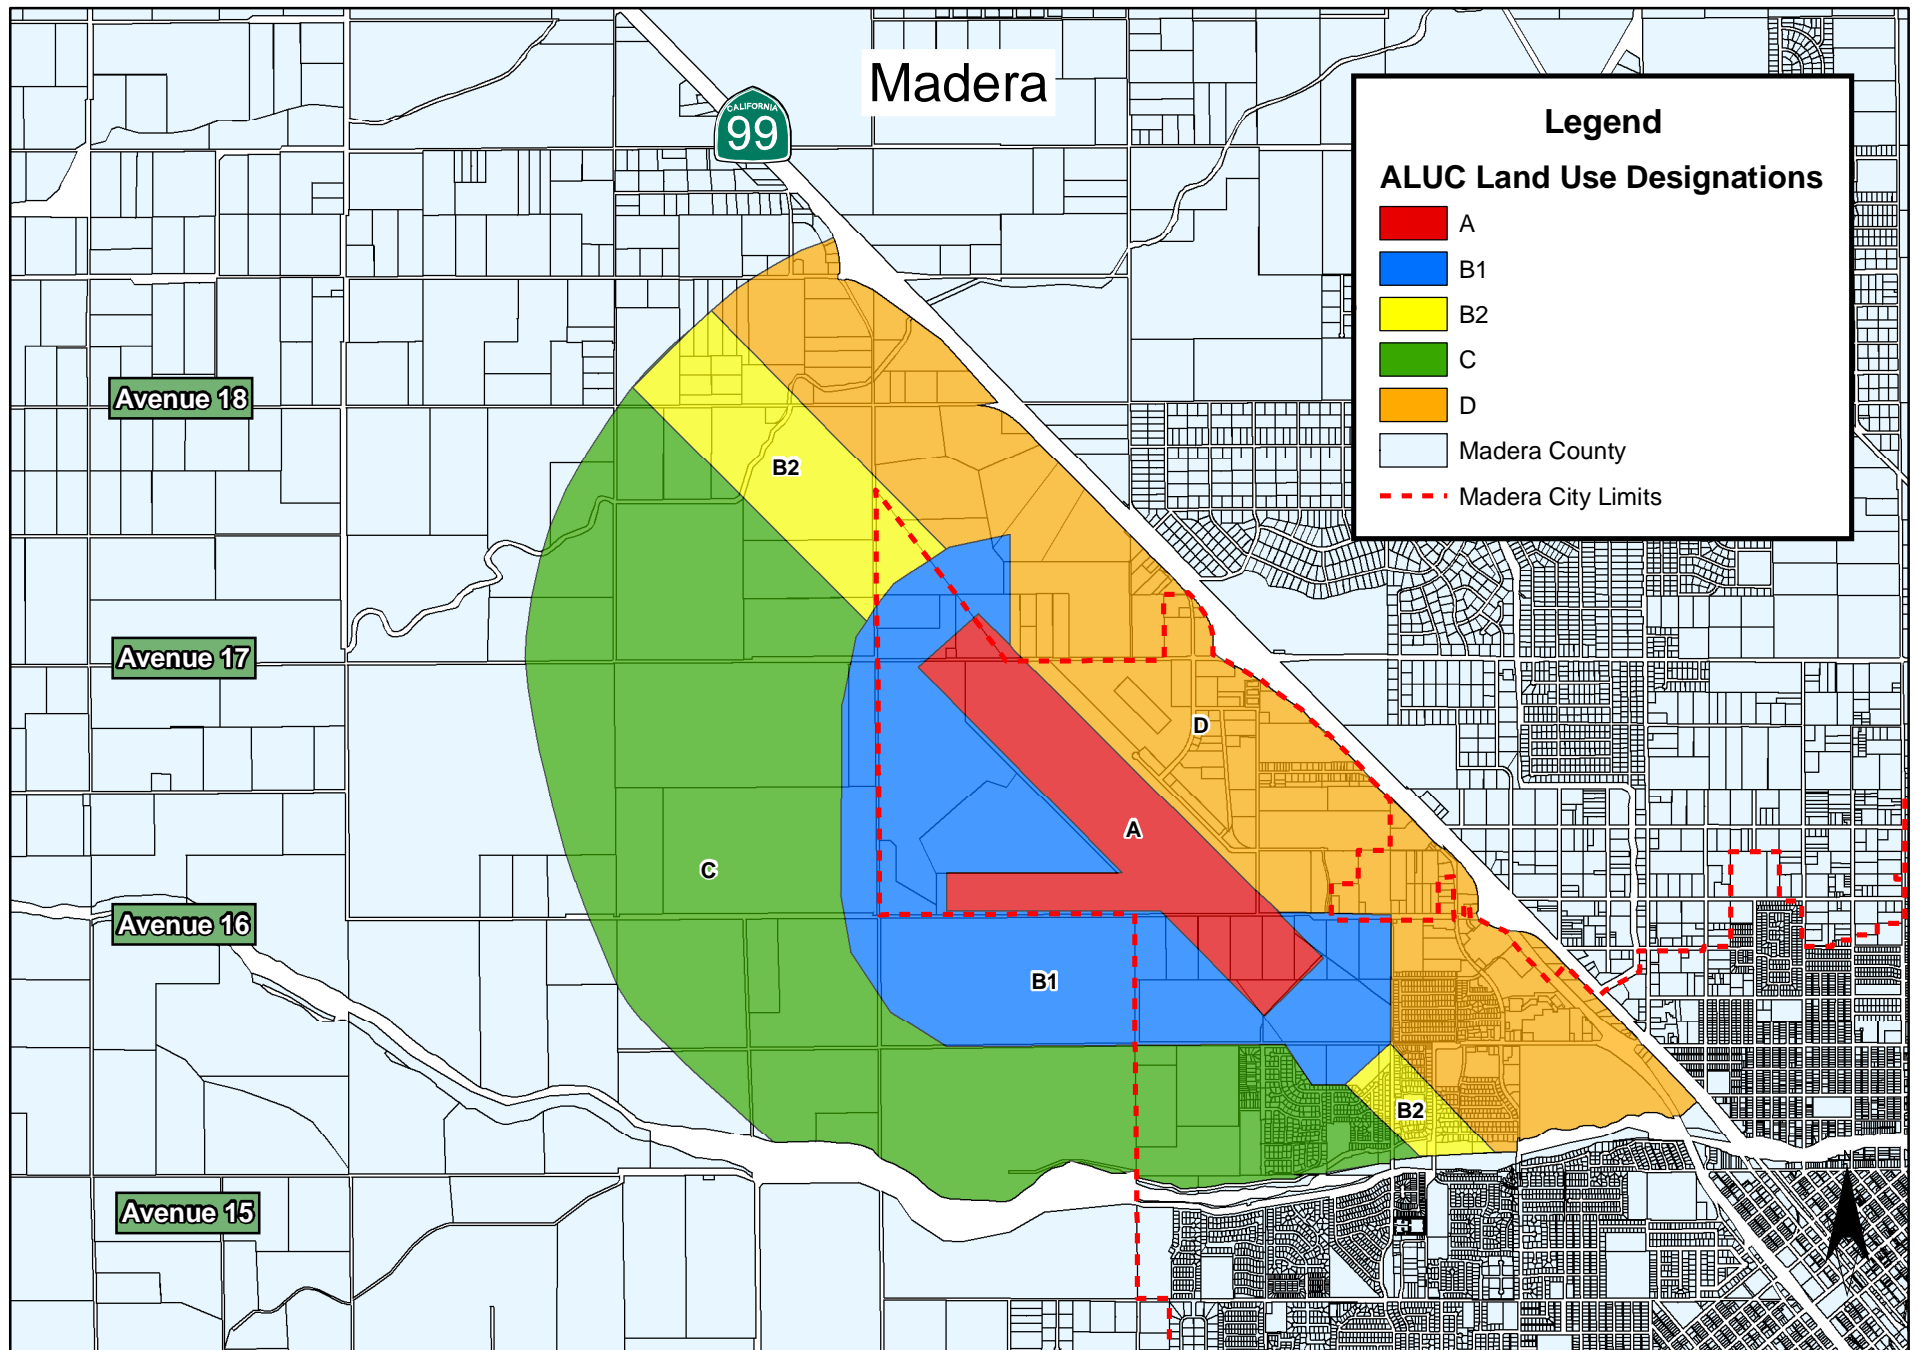 Madera
CALIFORNIA
99
Legend
ALUC Land Use Designations
A
B1
B2
C
D
Madera County
Madera City Limits
Avenue 18
B2
Avenue 17
D
A
C
Avenue 16
B1
B2
Avenue 15